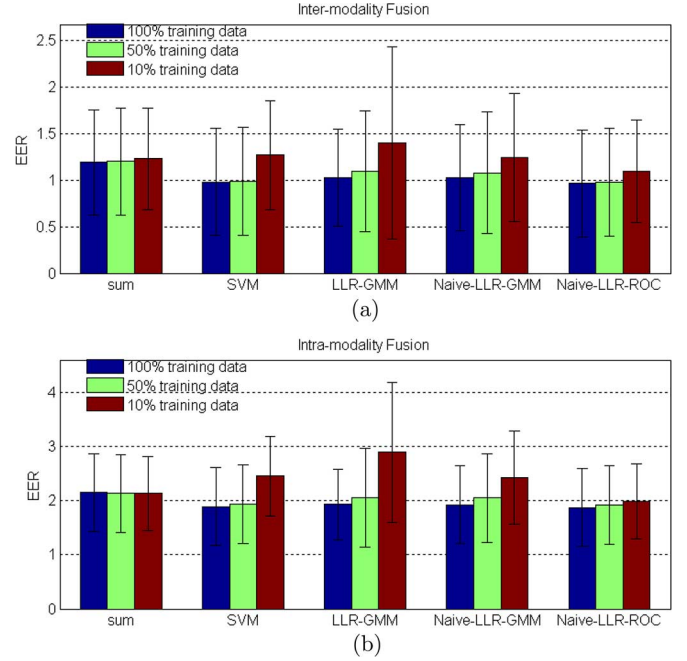 Inter-modality Fusion
100% training data
50% training data
10% training data
2.5
2
1.5
1
0.5
0
EER
sum SVM LLR-GMM Naive-LLR-GMM Naive-LLR-ROC
(a)
Intra-modality Fusion
100% training data
50% training data
10% training data
4
3
2
1
0
EER
sum SVM LLR-GMM Naive-LLR-GMM Naive-LLR-ROC
(b)